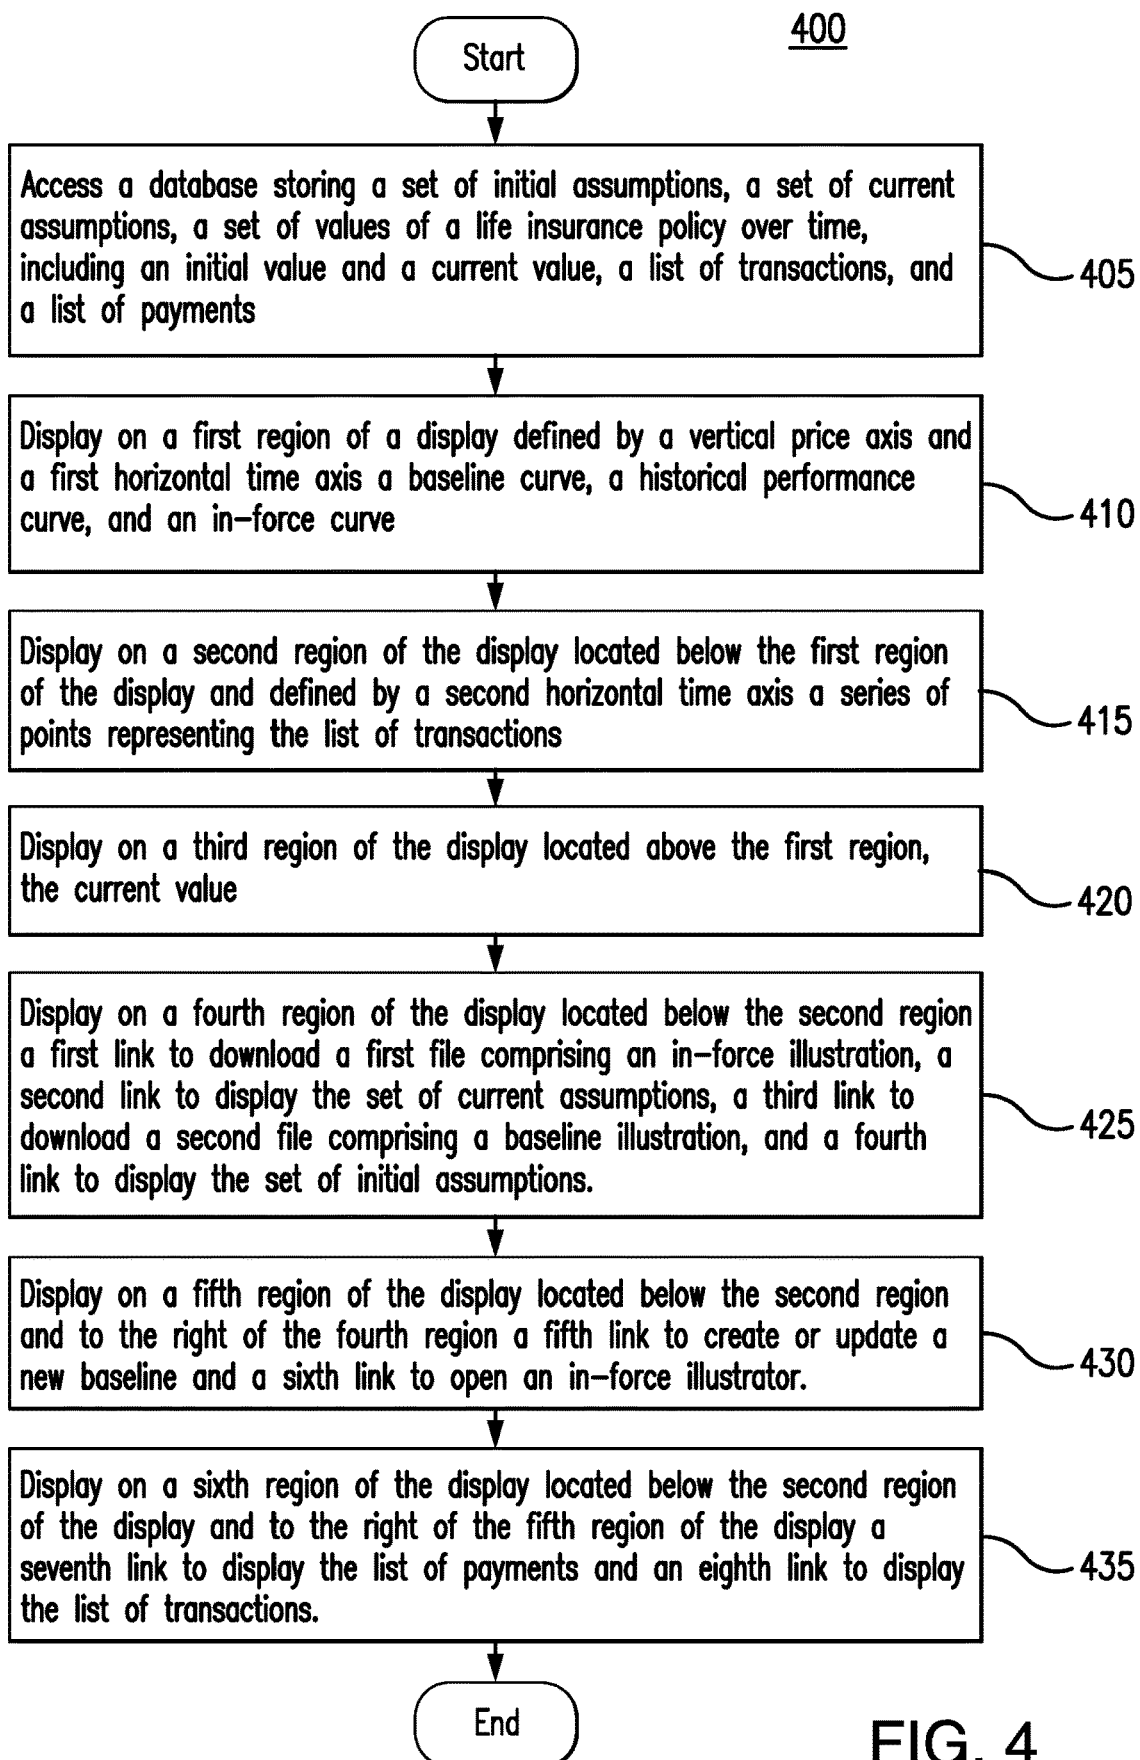 400
Start
Access a database storing a set of initial assumptions, a set of current
assumptions, a set of values of a life insurance policy over time,
including an initial value and a current value, a list of transactions, and
a list of payments
405
Display on a first region of a display defined by a vertical price axis and
a first horizontal time axis a baseline curve, a historical performance
curve, and an in-force curve
410
Display on a second region of the display located below the first region
of the display and defined by a second horizontal time axis a series of
points representing the list of transactions
415
Display on a third region of the display located above the first region,
the current value
420
Display on a fourth region of the display located below the second region
a first link to download a first file comprising an in-force illustration, a
second link to display the set of current assumptions, a third link to
download a second file comprising a baseline illustration, and a fourth
link to display the set of initial assumptions.
425
Display on a fifth region of the display located below the second region
and to the right of the fourth region a fifth link to create or update a
new baseline and a sixth link to open an in-force illustrator.
430
Display on a sixth region of the display located below the second region
of the display and to the right of the fifth region of the display a
seventh link to display the list of payments and an eighth link to display
the list of transactions.
435
End
FIG. 4